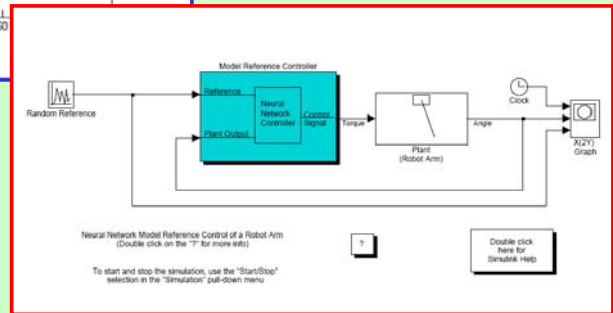 60
Model Reference Controller
Reference
Neural
Network
Controller
Control
Signal
Plant Output
Random Reference
Torque
Plant
(Robot Arm)
Angle
Clock
X(2Y)
Graph
Neural Network Model Reference Control of a Robot Arm
(Double click on the "?" for more info)
?
Double click
here for
Simulink Help
To start and stop the simulation, use the "Start/Stop"
selection in the "Simulation" pull-down menu